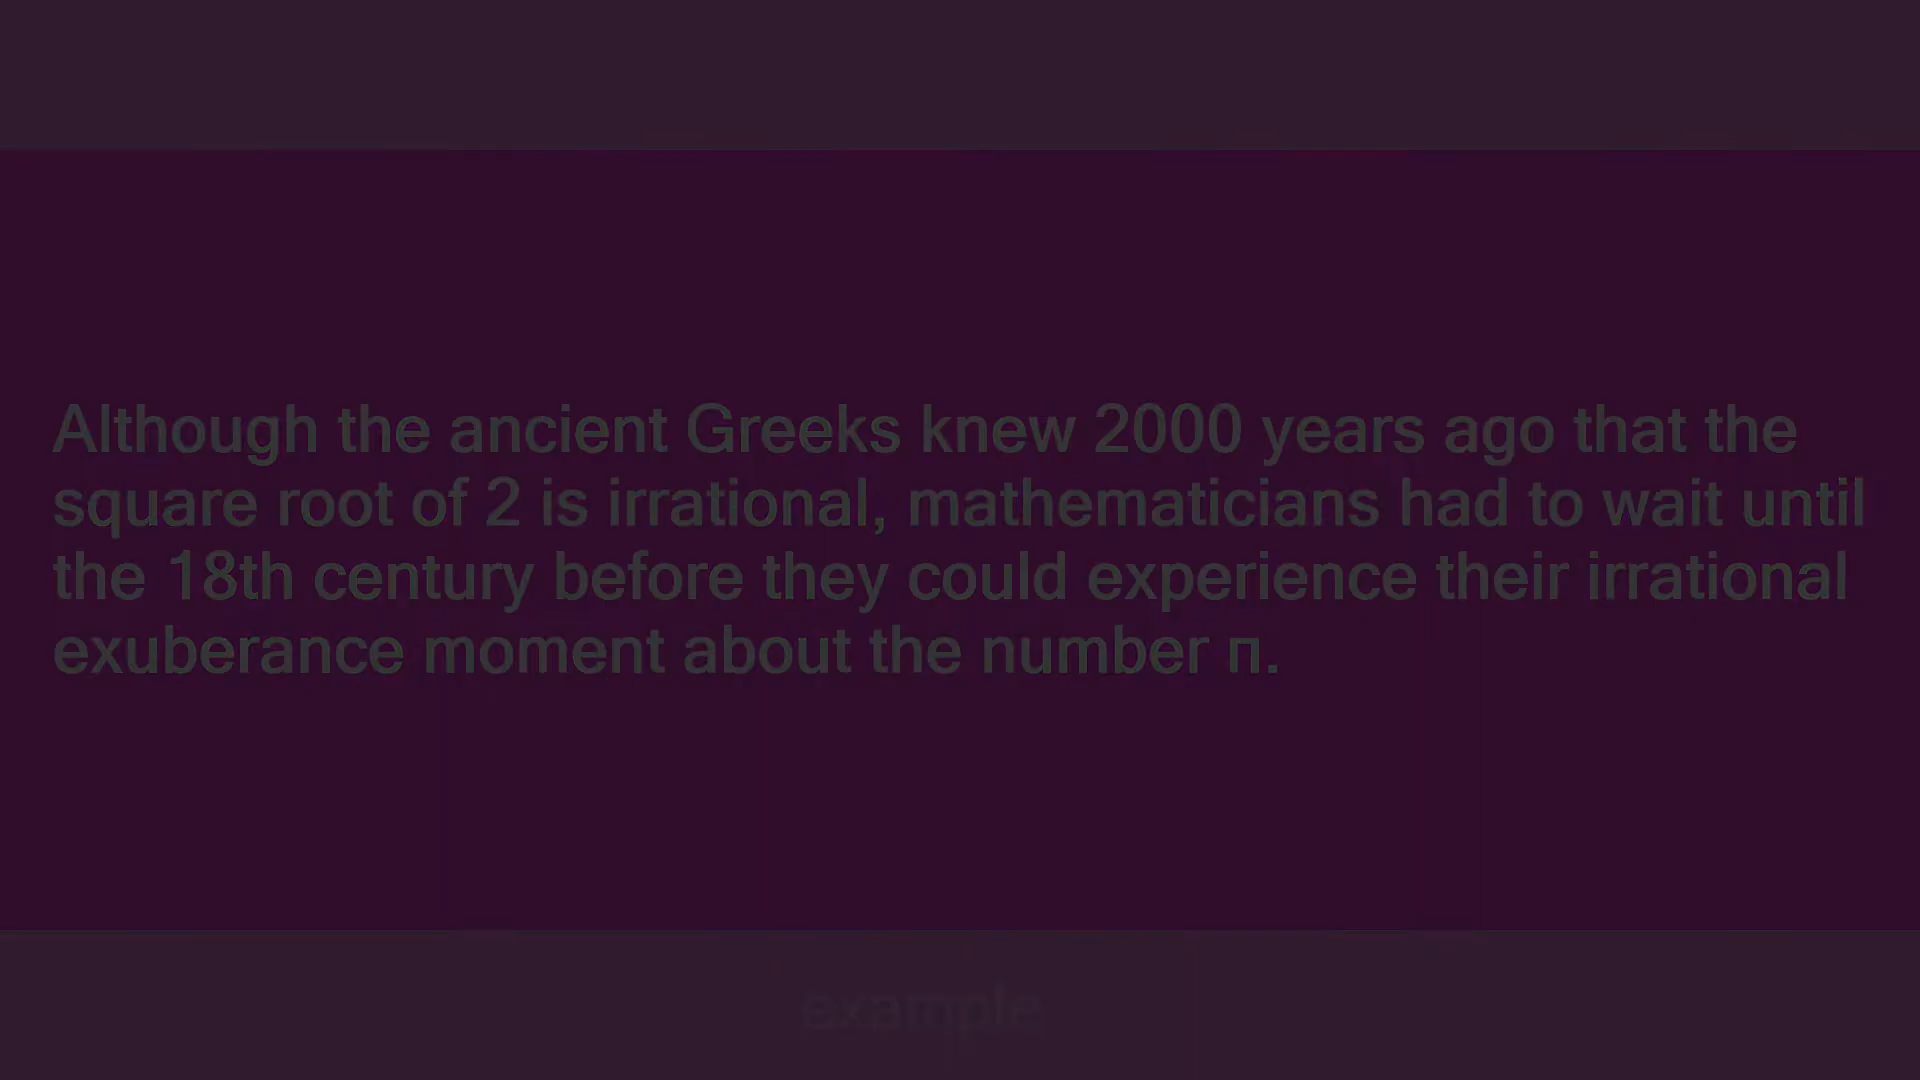 Although the ancient Greeks knew 2000 years ago that the
square root of 2 is irrational, mathematicians had to wait until
the 18th century before they could experience their irrational
exuberance moment about the number π.
example